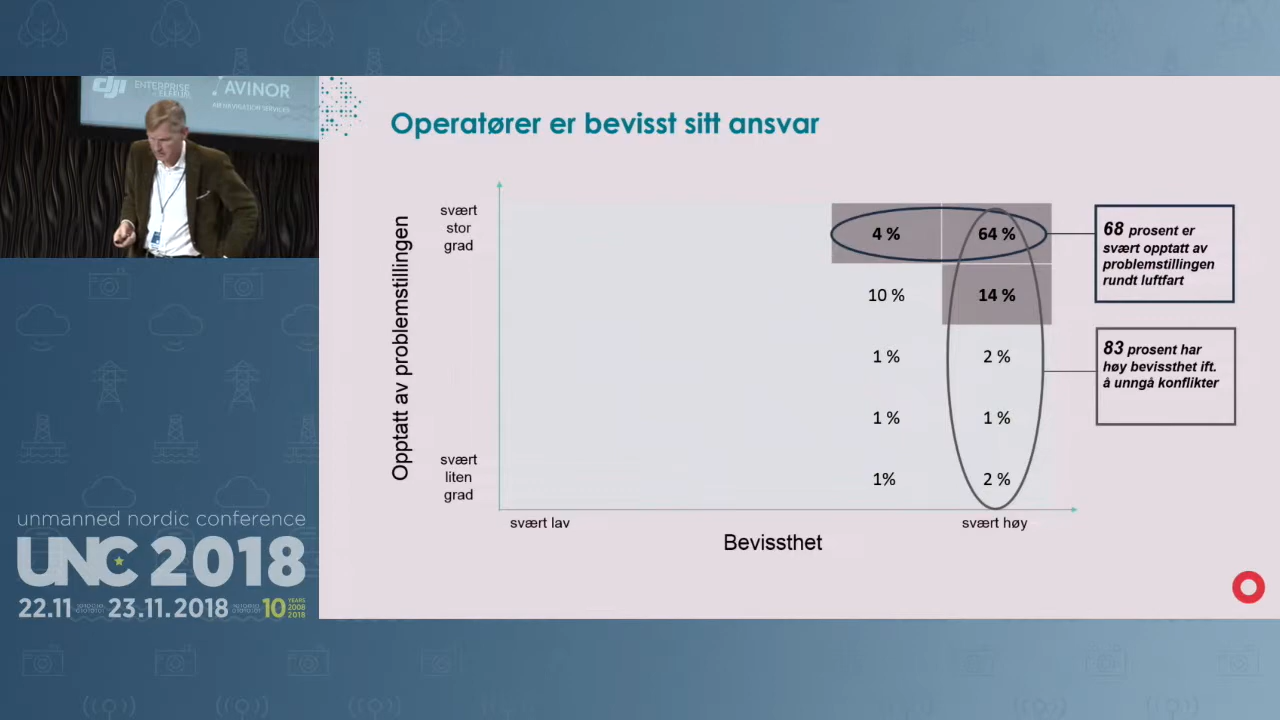 dji
ENTERPRISE
AVINOR
AIR NAVIGATION SERVICES
Operatører er bevisst sitt ansvar
Opptatt av problemstillingen
svært
stor
grad
svært
liten
grad
4 % 64 %
10 % 14 %
1 % 2 %
1 % 1 %
1% 2 %
68 prosent er
svært opptatt av
problemstillingen
rundt luftfart
83 prosent har
høy bevissthet ift.
å unngå konflikter
svært lav
svært høy
Bevissthet
unmanned nordic conference
UNC 2018
22.11
23.11.2018
10 YEARS
2008
2018